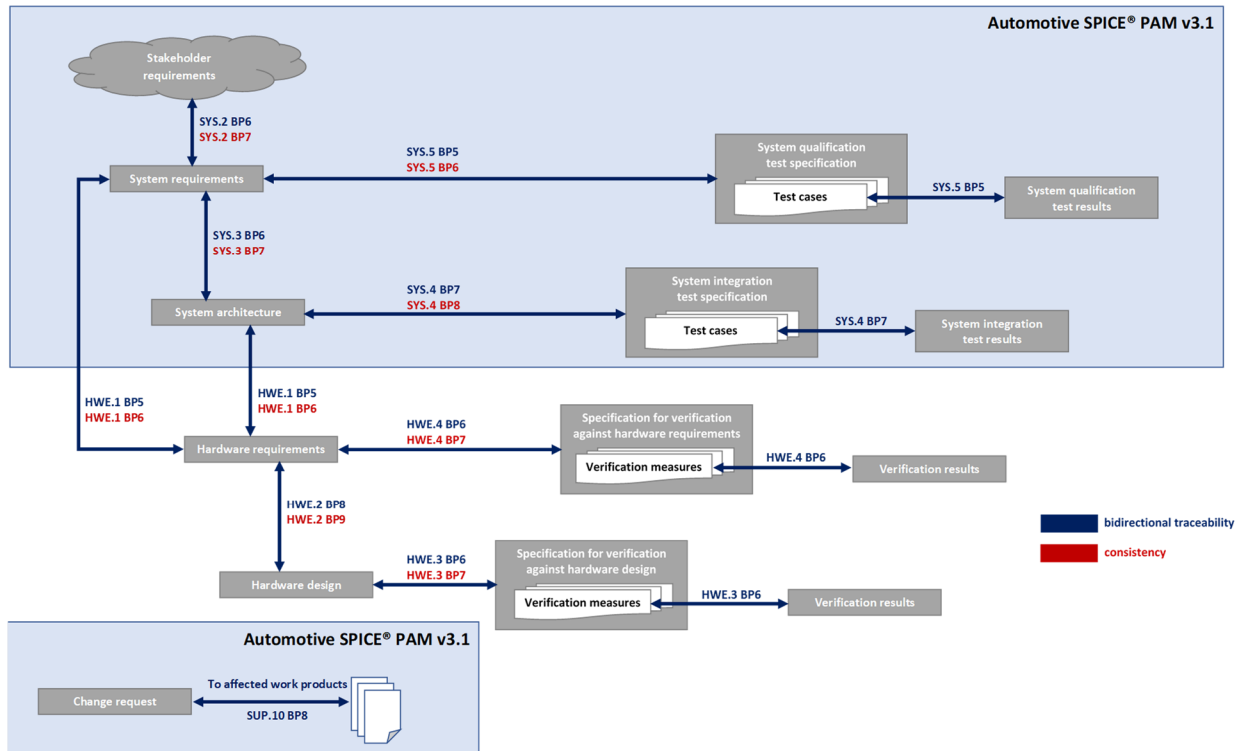 Automotive SPICE® PAM v3.1
Stakeholder
requirements
SYS.2 BP6
SYS.2 BP7
System requirements
SYS.5 BP5
SYS.5 BP6
System qualification
test specification
Test cases
SYS.5 BP5
System qualification
test results
SYS.3 BP6
SYS.3 BP7
System architecture
SYS.4 BP7
SYS.4 BP8
System integration
test specification
Test cases
SYS.4 BP7
System integration
test results
HWE.1 BP5
HWE.1 BP6
HWE.1 BP5
HWE.1 BP6
Hardware requirements
HWE.4 BP6
HWE.4 BP7
Specification for verification
against hardware requirements
Verification measures
HWE.4 BP6
Verification results
HWE.2 BP8
HWE.2 BP9
bidirectional traceability
consistency
Hardware design
HWE.3 BP6
HWE.3 BP7
Specification for verification
against hardware design
Verification measures
HWE.3 BP6
Verification results
Automotive SPICE® PAM v3.1
Change request
To affected work products
SUP.10 BP8